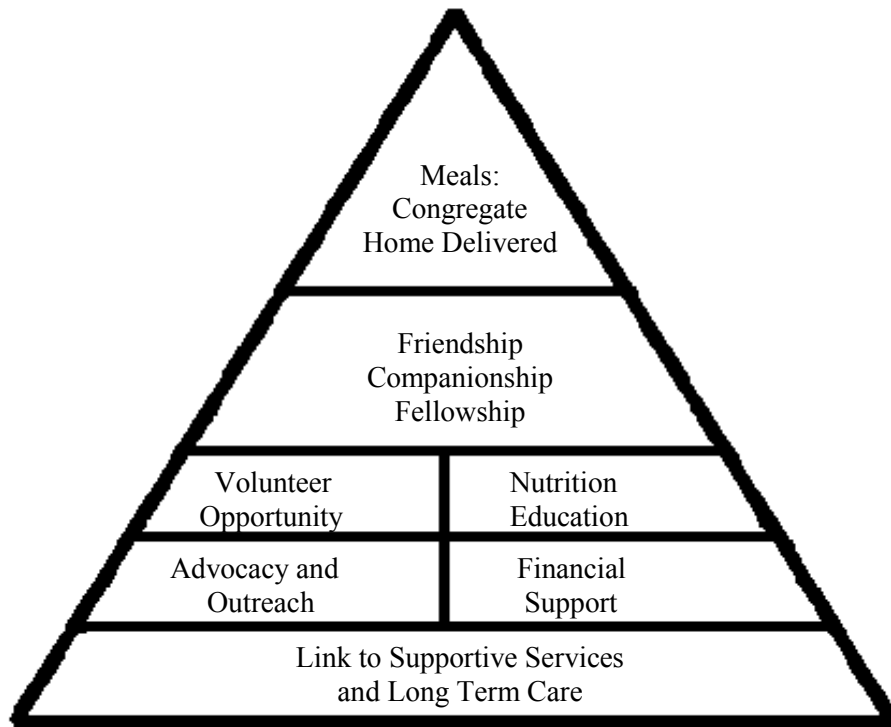 Meals:
Congregate
Home Delivered
Friendship
Companionship
Fellowship
Volunteer
Opportunity
Nutrition
Education
Advocacy and
Outreach
Financial
Support
Link to Supportive Services
and Long Term Care